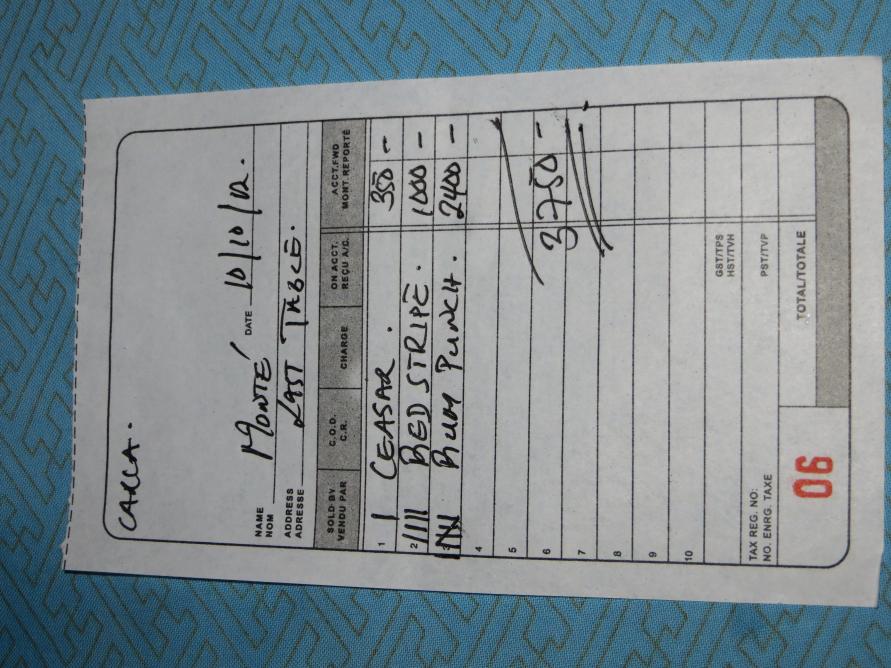 CARLA.
NAME
NOM MONTE' DATE 10/10/12.
ADDRESS
ADRESSE LAST TABLE.
SOLD BY C.O.D. CHARGE ON ACCT. ACCT.FWD
VENDU PAR C.R. REÇU A/C. MONT.REPORTÉ
1 I CEASAR. 350 -
2 IIII RED STRIPE. 1000 -
3 RUM PUNCH. 2400 -
4
5
6 3750 -
7
8
9
10
GST/TPS
HST/TVH
TAX REG. NO: PST/TVP
NO. ENRG. TAXE
06 TOTAL/TOTALE